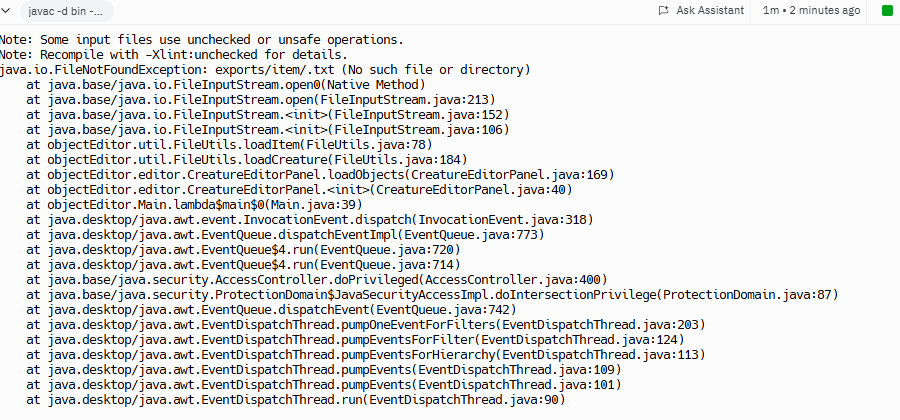 javac -d bin -...
Ask Assistant
1m • 2 minutes ago
Note: Some input files use unchecked or unsafe operations.
Note: Recompile with -Xlint:unchecked for details.
java.io.FileNotFoundException: exports/item/.txt (No such file or directory)
    at java.base/java.io.FileInputStream.open0(Native Method)
    at java.base/java.io.FileInputStream.open(FileInputStream.java:213)
    at java.base/java.io.FileInputStream.<init>(FileInputStream.java:152)
    at java.base/java.io.FileInputStream.<init>(FileInputStream.java:106)
    at objectEditor.util.FileUtils.loadItem(FileUtils.java:78)
    at objectEditor.util.FileUtils.loadCreature(FileUtils.java:184)
    at objectEditor.editor.CreatureEditorPanel.loadObjects(CreatureEditorPanel.java:169)
    at objectEditor.editor.CreatureEditorPanel.<init>(CreatureEditorPanel.java:40)
    at objectEditor.Main.lambda$main$0(Main.java:39)
    at java.desktop/java.awt.event.InvocationEvent.dispatch(InvocationEvent.java:318)
    at java.desktop/java.awt.EventQueue.dispatchEventImpl(EventQueue.java:773)
    at java.desktop/java.awt.EventQueue$4.run(EventQueue.java:720)
    at java.desktop/java.awt.EventQueue$4.run(EventQueue.java:714)
    at java.base/java.security.AccessController.doPrivileged(AccessController.java:400)
    at java.base/java.security.ProtectionDomain$JavaSecurityAccessImpl.doIntersectionPrivilege(ProtectionDomain.java:87)
    at java.desktop/java.awt.EventQueue.dispatchEvent(EventQueue.java:742)
    at java.desktop/java.awt.EventDispatchThread.pumpOneEventForFilters(EventDispatchThread.java:203)
    at java.desktop/java.awt.EventDispatchThread.pumpEventsForFilter(EventDispatchThread.java:124)
    at java.desktop/java.awt.EventDispatchThread.pumpEventsForHierarchy(EventDispatchThread.java:113)
    at java.desktop/java.awt.EventDispatchThread.pumpEvents(EventDispatchThread.java:109)
    at java.desktop/java.awt.EventDispatchThread.pumpEvents(EventDispatchThread.java:101)
    at java.desktop/java.awt.EventDispatchThread.run(EventDispatchThread.java:90)